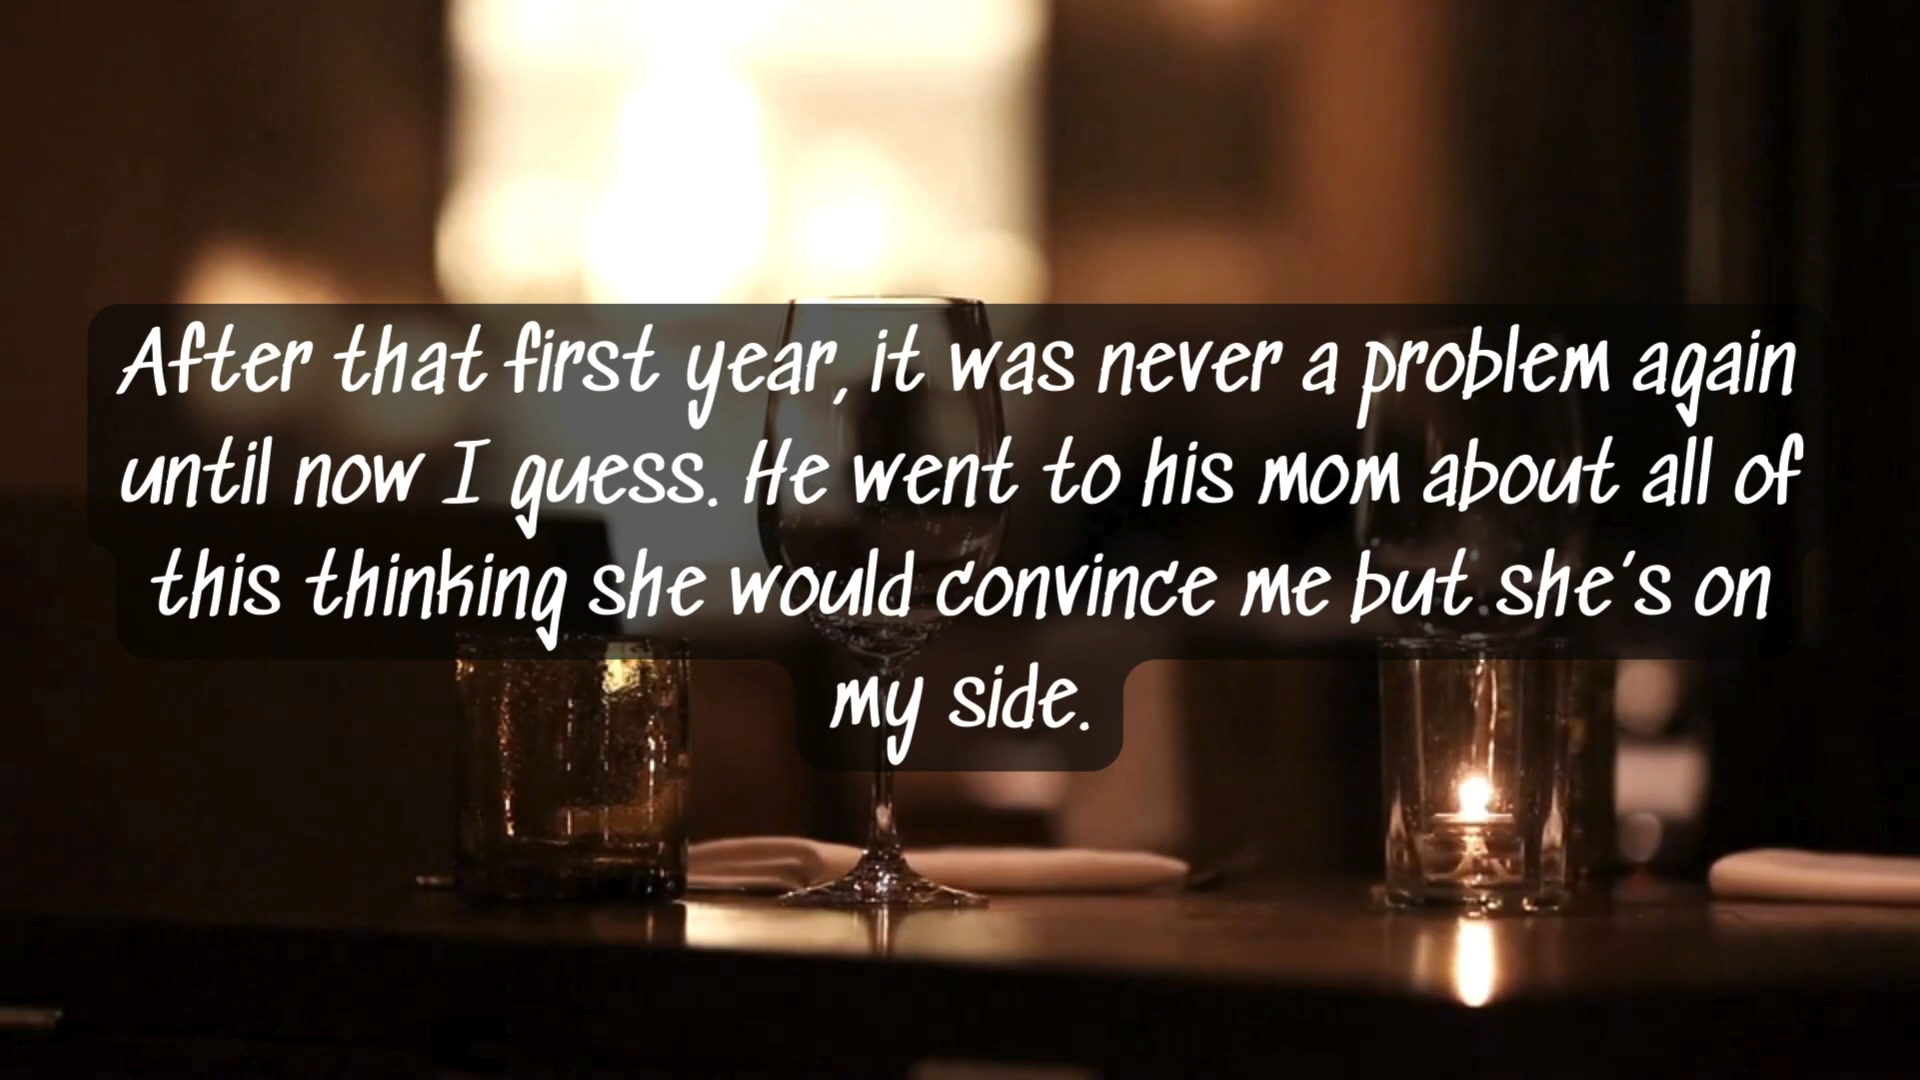 After that first year, it was never a problem again
until now I guess. He went to his mom about all of
this thinking she would convince me but she's on
my side.